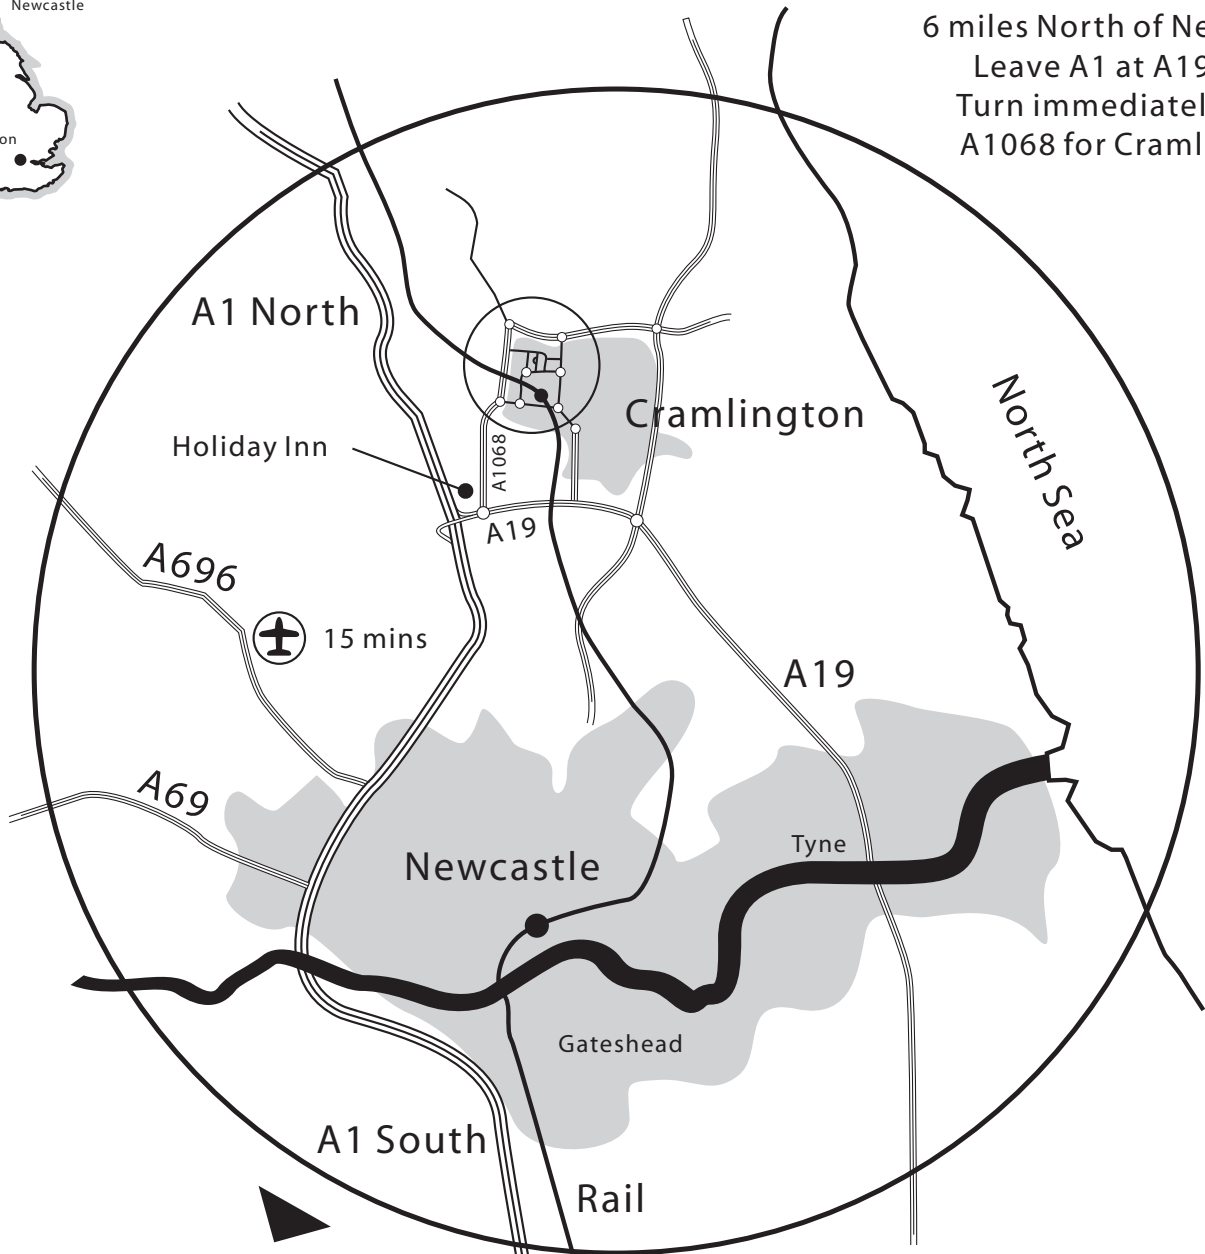 Newcastle
6 miles North of Ne
Leave A1 at A19
Turn immediatel
A1068 for Craml
on
A1 North
Cramlington
North Sea
Holiday Inn
A1068
A19
A696
15 mins
A19
A69
Tyne
Newcastle
Gateshead
A1 South
Rail